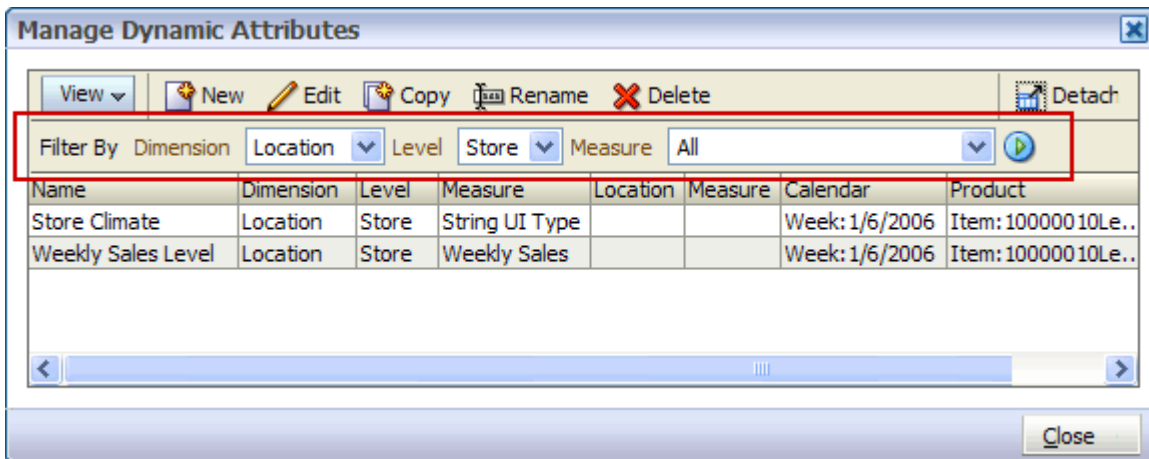 Manage Dynamic Attributes
View New Edit Copy Rename Delete Detach
Filter By Dimension Location Level Store Measure All
Name Dimension Level Measure Location Measure Calendar Product
Store Climate Location Store String UI Type Week:1/6/2006 Item:10000010Le..
Weekly Sales Level Location Store Weekly Sales Week:1/6/2006 Item:10000010Le..
Close